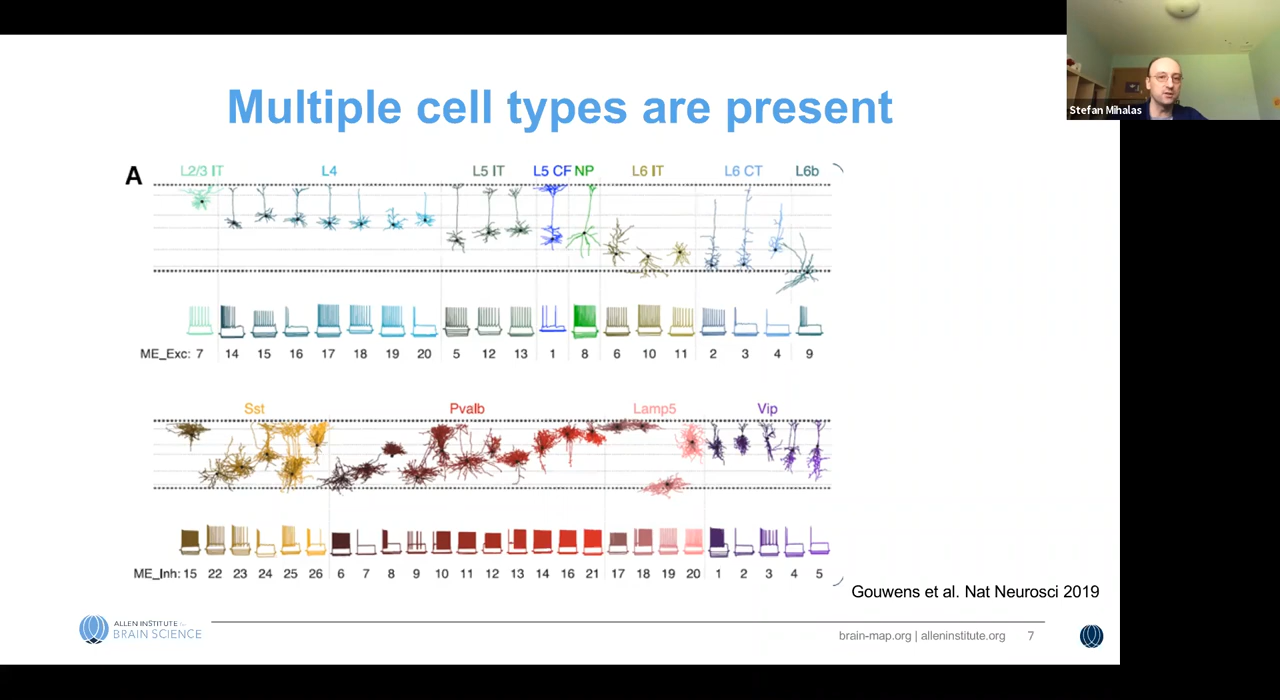 Stefan Mihalas
Multiple cell types are present
A
L2/3 IT L4 L5 IT L5 CF NP L6 IT L6 CT L6b
ME_Exc: 7 14 15 16 17 18 19 20 5 12 13 1 8 6 10 11 2 3 4 9
Sst Pvalb Lamp5 Vip
ME_Inh: 15 22 23 24 25 26 6 7 8 9 10 11 12 13 14 16 21 17 18 19 20 1 2 3 4 5
Gouwens et al. Nat Neurosci 2019
ALLEN INSTITUTE for
BRAIN SCIENCE
brain-map.org | alleninstitute.org 7